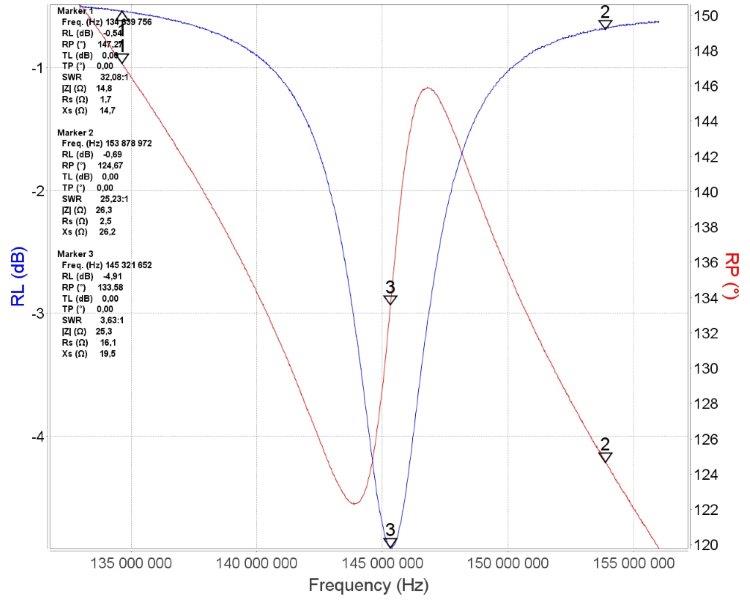 Marker 1
Freq. (Hz) 134 639 756
RL (dB) -0,54
RP (°) 147,27
TL (dB) 0,00
TP (°) 0,00
SWR 32,08:1
|Z| (Ω) 14,8
Rs (Ω) 1,7
Xs (Ω) 14,7
Marker 2
Freq. (Hz) 153 878 972
RL (dB) -0,69
RP (°) 124,67
TL (dB) 0,00
TP (°) 0,00
SWR 25,23:1
|Z| (Ω) 26,3
Rs (Ω) 2,5
Xs (Ω) 26,2
Marker 3
Freq. (Hz) 145 321 652
RL (dB) -4,91
RP (°) 133,58
TL (dB) 0,00
TP (°) 0,00
SWR 3,63:1
|Z| (Ω) 25,3
Rs (Ω) 16,1
Xs (Ω) 19,5
1
1
2
3
2
3
RL (dB)
-1
-2
-3
-4
RP (°)
150
148
146
144
142
140
138
136
134
132
130
128
126
124
122
120
135 000 000
140 000 000
145 000 000
150 000 000
155 000 000
Frequency (Hz)